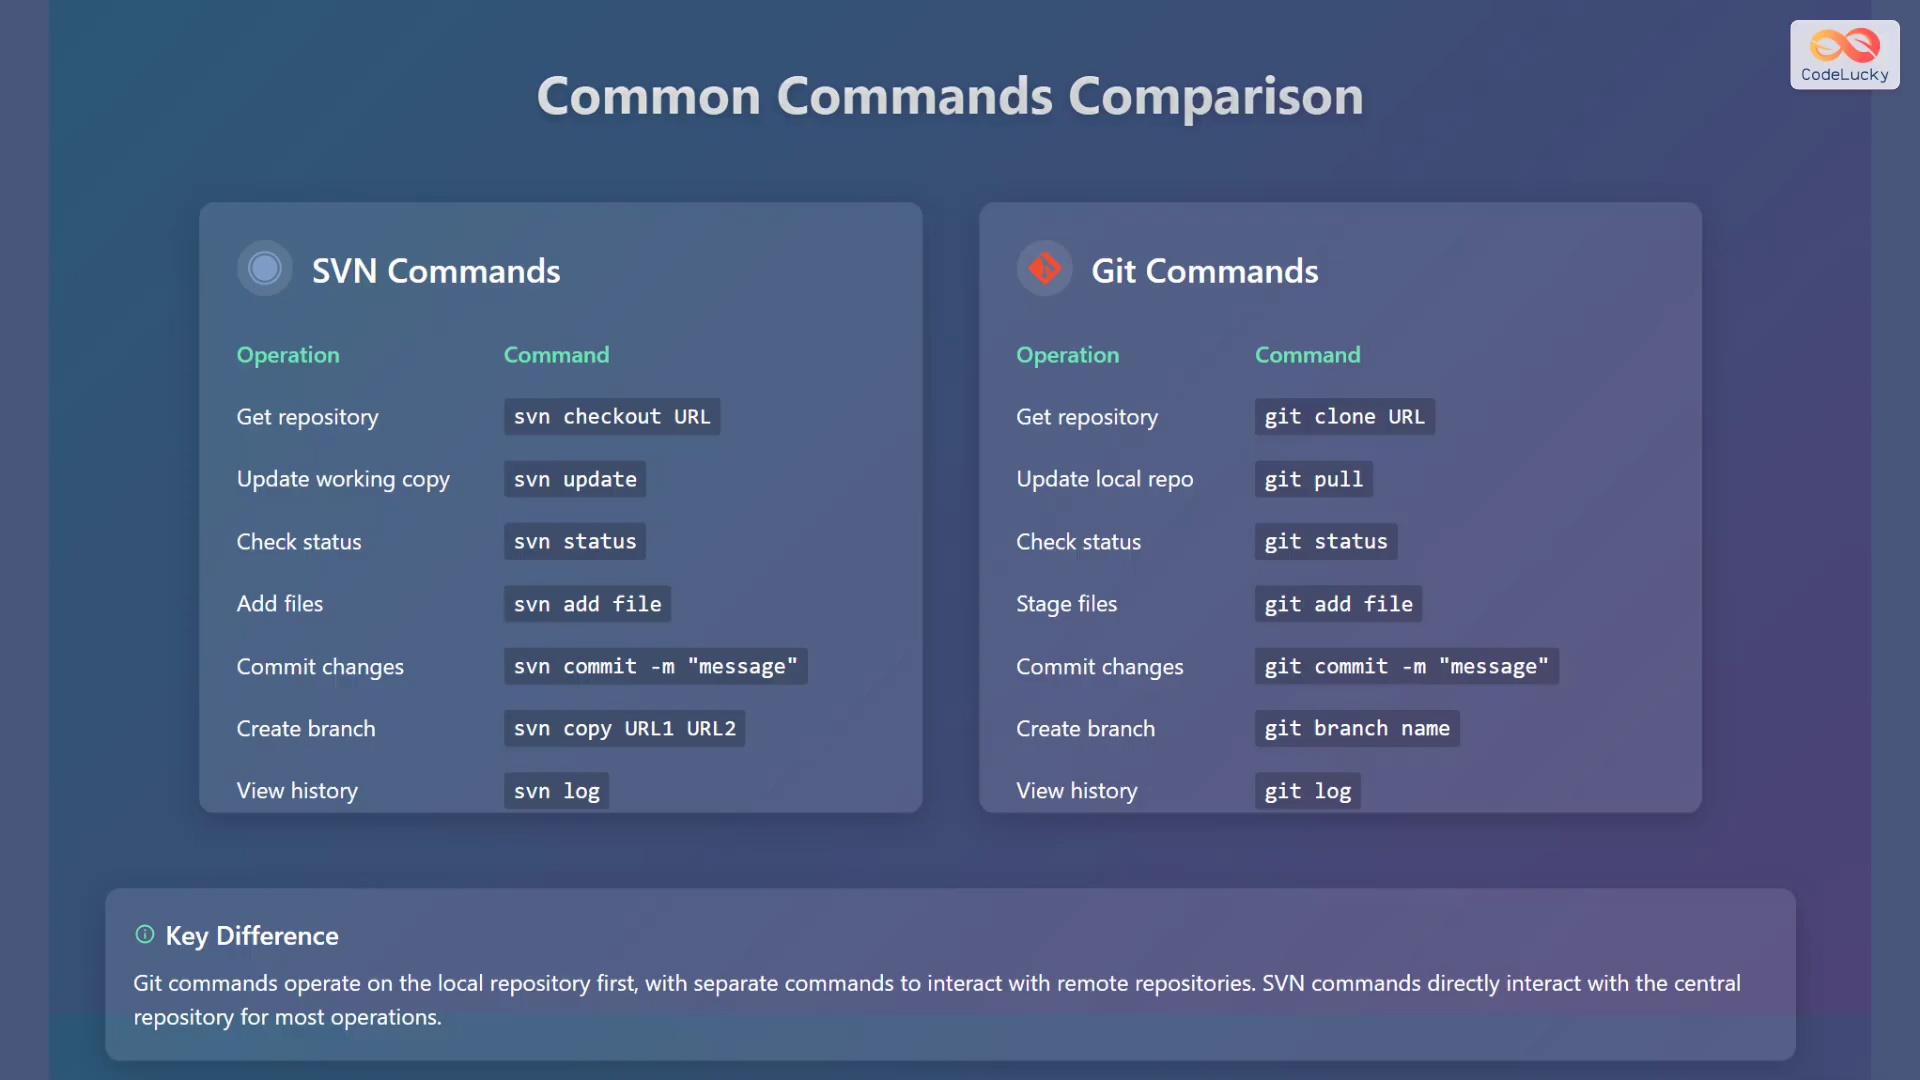 CodeLucky
Common Commands Comparison
SVN Commands
Operation Command
Get repository svn checkout URL
Update working copy svn update
Check status svn status
Add files svn add file
Commit changes svn commit -m "message"
Create branch svn copy URL1 URL2
View history svn log
Git Commands
Operation Command
Get repository git clone URL
Update local repo git pull
Check status git status
Stage files git add file
Commit changes git commit -m "message"
Create branch git branch name
View history git log
Key Difference
Git commands operate on the local repository first, with separate commands to interact with remote repositories. SVN commands directly interact with the central
repository for most operations.